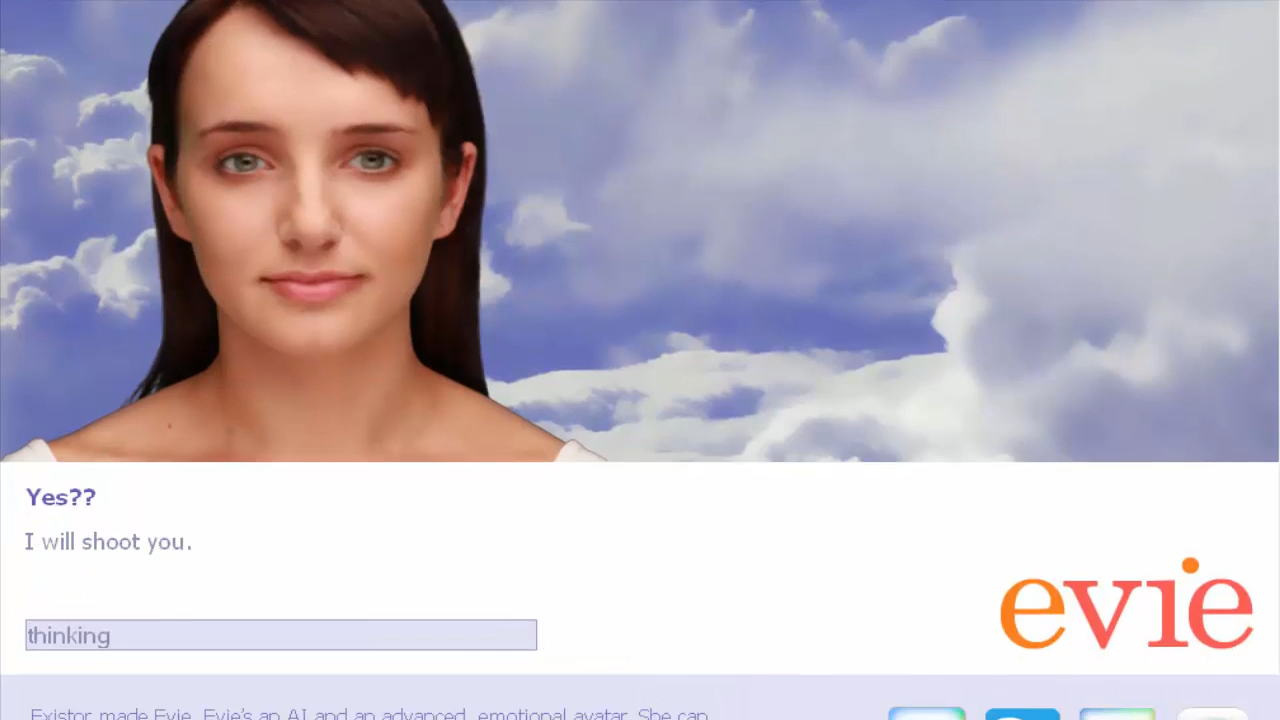 Yes??
I will shoot you.
thinking
evie
Existor made Evie. Evie's an AI and an advanced, emotional avatar. She can